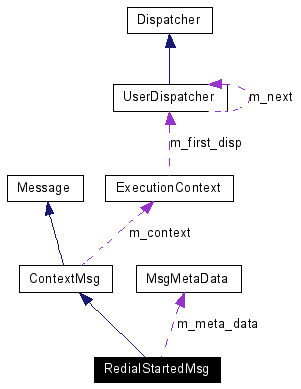 Dispatcher
UserDispatcher
m_next
m_first_disp
Message
ExecutionContext
m_context
ContextMsg
MsgMetaData
m_meta_data
RedialStartedMsg